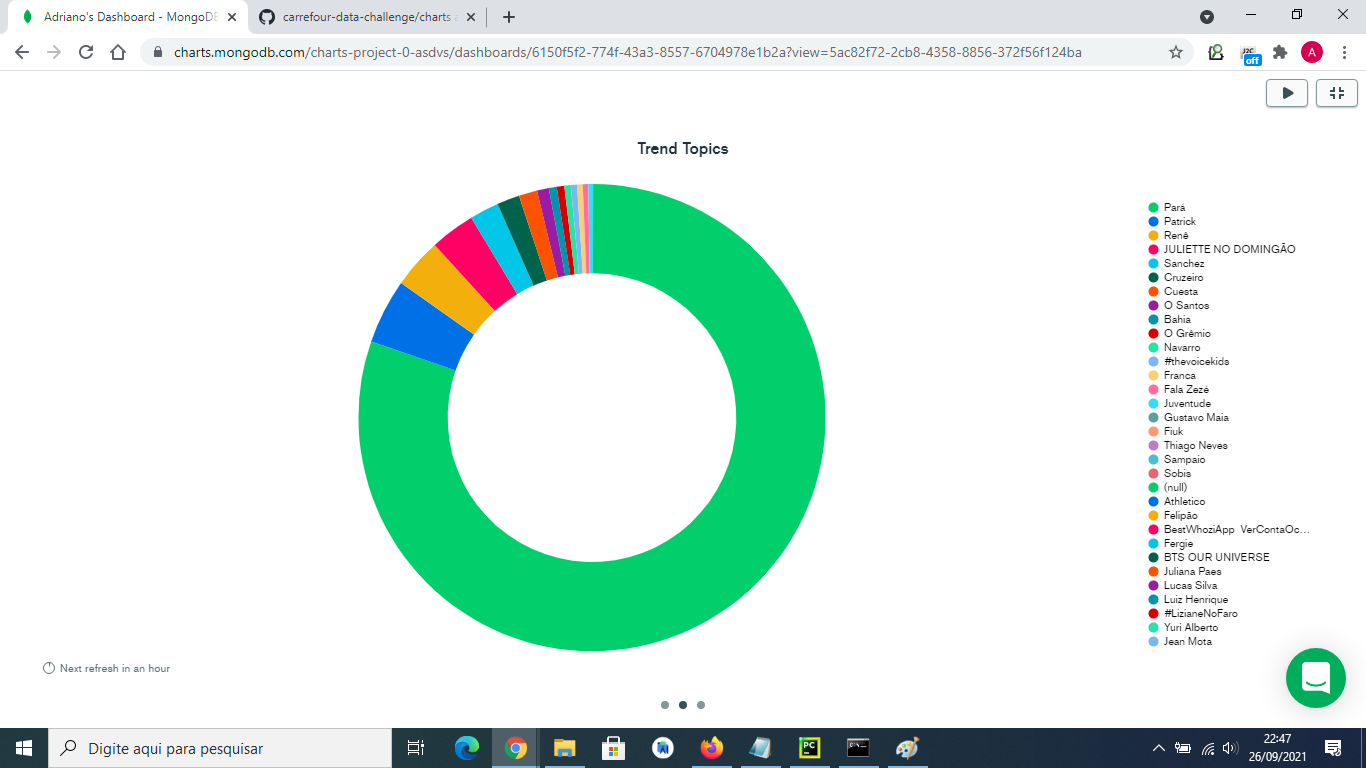 Adriano's Dashboard - MongoDB
carrefour-data-challenge/charts a
charts.mongodb.com/charts-project-0-asdvs/dashboards/6150f5f2-774f-43a3-8557-6704978e1b2a?view=5ac82f72-2cb8-4358-8856-372f56f124ba
J2C
off
A
Trend Topics
Pará
Patrick
Renê
JULIETTE NO DOMINGÃO
Sanchez
Cruzeiro
Cuesta
O Santos
Bahia
O Grêmio
Navarro
#thevoicekids
Franca
Fala Zezé
Juventude
Gustavo Maia
Fiuk
Thiago Neves
Sampaio
Sobis
(null)
Athletico
Felipão
BestWhoziApp VerContaOc...
Fergie
BTS OUR UNIVERSE
Juliana Paes
Lucas Silva
Luiz Henrique
#LizianeNoFaro
Yuri Alberto
Jean Mota
Next refresh in an hour
Digite aqui para pesquisar
PC
22:47
26/09/2021